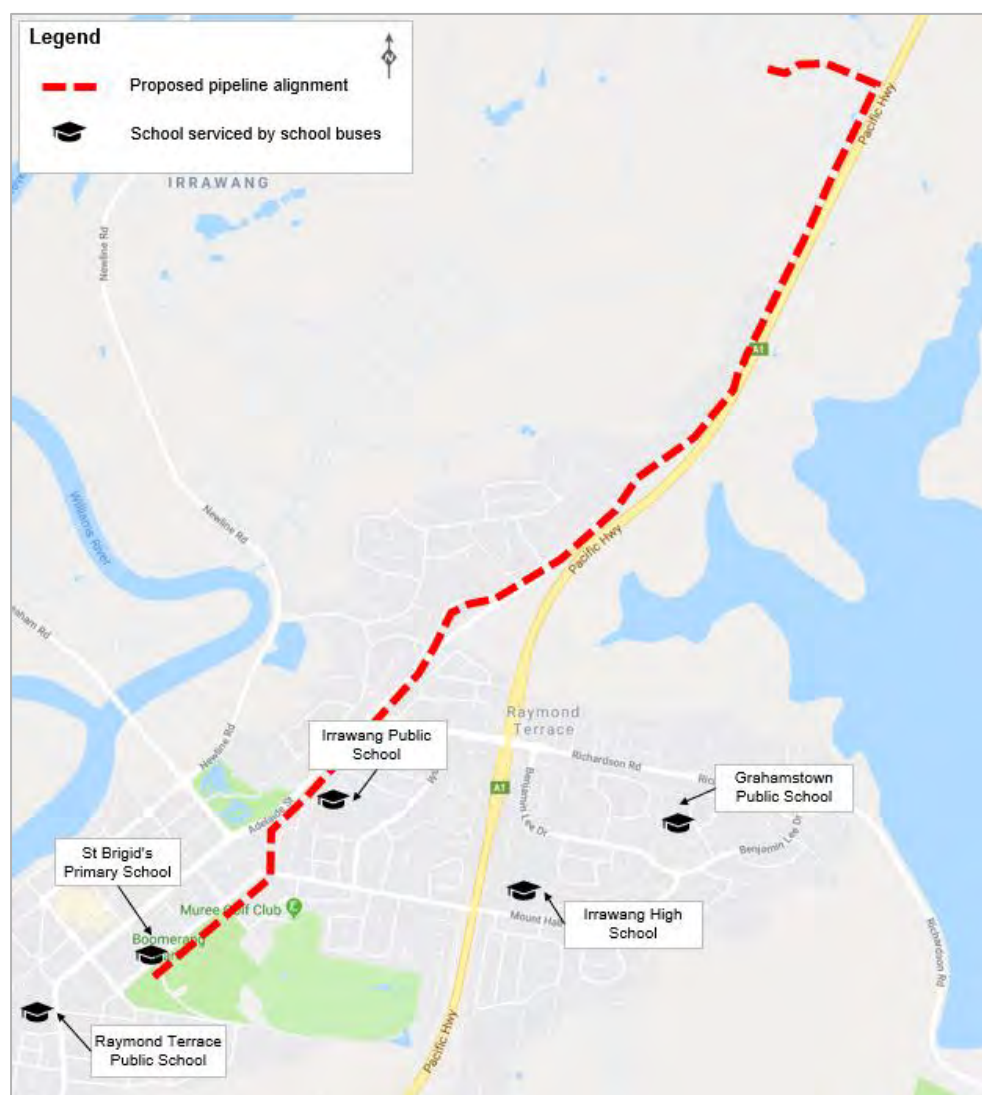 Legend
N
Proposed pipeline alignment
School serviced by school buses
Pacific Hwy
IRRAWANG
Newline Rd
A1
Williams River
Newline Rd
Pacific Hwy
Raymond
Terrace
Irrawang Public
School
Newline Rd
Richardson Rd
A1
Benjamin Lee Dr
Grahamstown
Public School
Adelaide St
Benjamin Lee Dr
St Brigid's
Primary School
Muree Golf Club
Mount Hall
Irrawang High
School
Boomerang
Richardson Rd
Raymond Terrace
Public School
Pacific Hwy